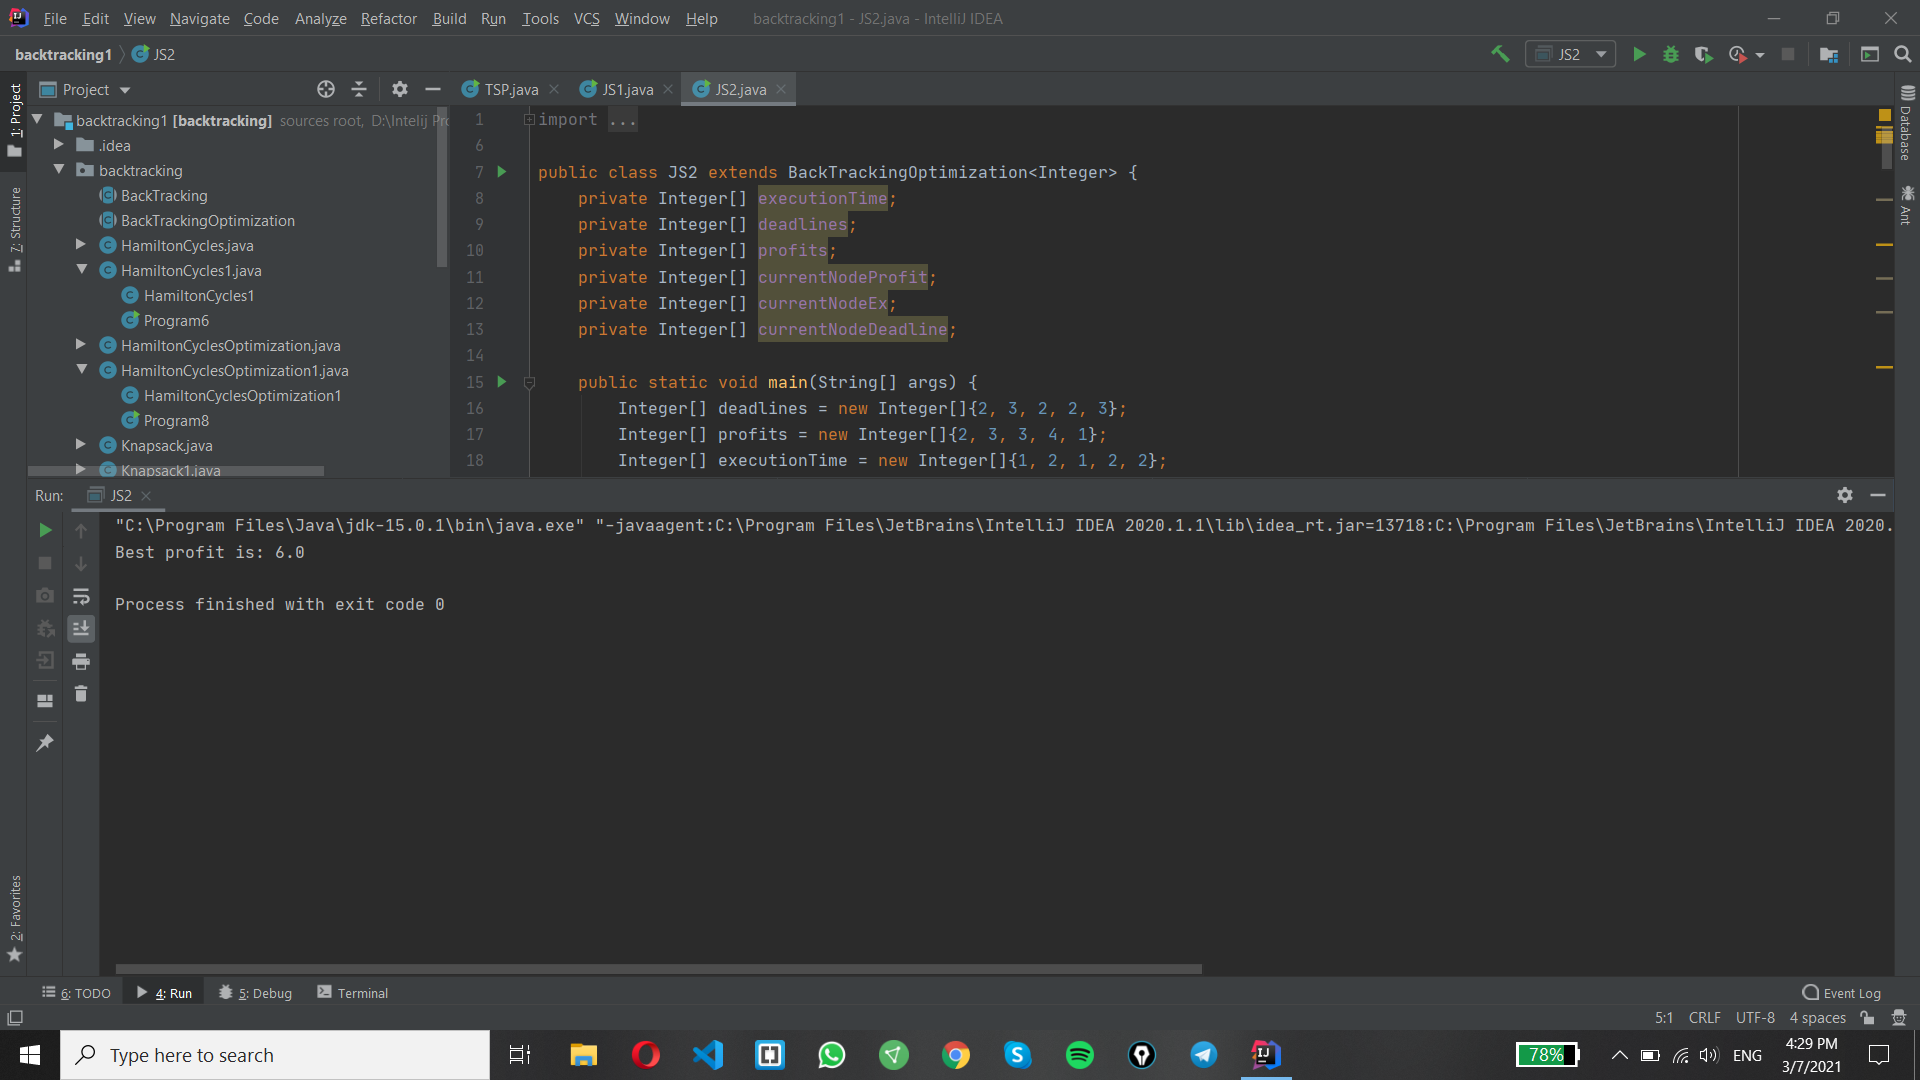 File Edit View Navigate Code Analyze Refactor Build Run Tools VCS Window Help backtracking1 - JS2.java - IntelliJ IDEA
backtracking1 JS2
JS2
1: Project
7: Structure
2: Favorites
Project
backtracking1 [backtracking] sources root, D:\Intelij Pr
.idea
backtracking
BackTracking
BackTrackingOptimization
HamiltonCycles.java
HamiltonCycles1.java
HamiltonCycles1
Program6
HamiltonCyclesOptimization.java
HamiltonCyclesOptimization1.java
HamiltonCyclesOptimization1
Program8
Knapsack.java
Knapsack1.java
TSP.java JS1.java JS2.java
1 import ...
6
7 public class JS2 extends BackTrackingOptimization<Integer> {
8 private Integer[] executionTime;
9 private Integer[] deadlines;
10 private Integer[] profits;
11 private Integer[] currentNodeProfit;
12 private Integer[] currentNodeEx;
13 private Integer[] currentNodeDeadline;
14
15 public static void main(String[] args) {
16 Integer[] deadlines = new Integer[]{2, 3, 2, 2, 3};
17 Integer[] profits = new Integer[]{2, 3, 3, 4, 1};
18 Integer[] executionTime = new Integer[]{1, 2, 1, 2, 2};
Database
Ant
Run: JS2
"C:\Program Files\Java\jdk-15.0.1\bin\java.exe" "-javaagent:C:\Program Files\JetBrains\IntelliJ IDEA 2020.1.1\lib\idea_rt.jar=13718:C:\Program Files\JetBrains\IntelliJ IDEA 2020.
Best profit is: 6.0
Process finished with exit code 0
6: TODO 4: Run 5: Debug Terminal Event Log
5:1 CRLF UTF-8 4 spaces
Type here to search
78% ENG
4:29 PM
3/7/2021